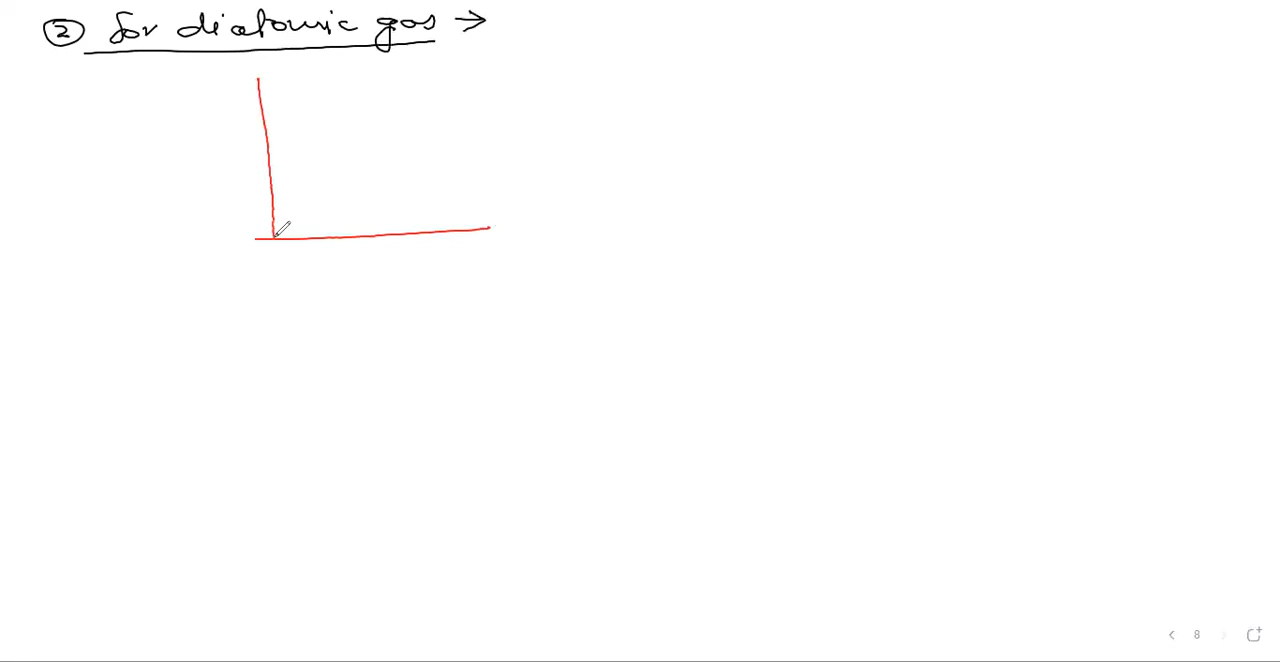 ② for diatomic gas →
8